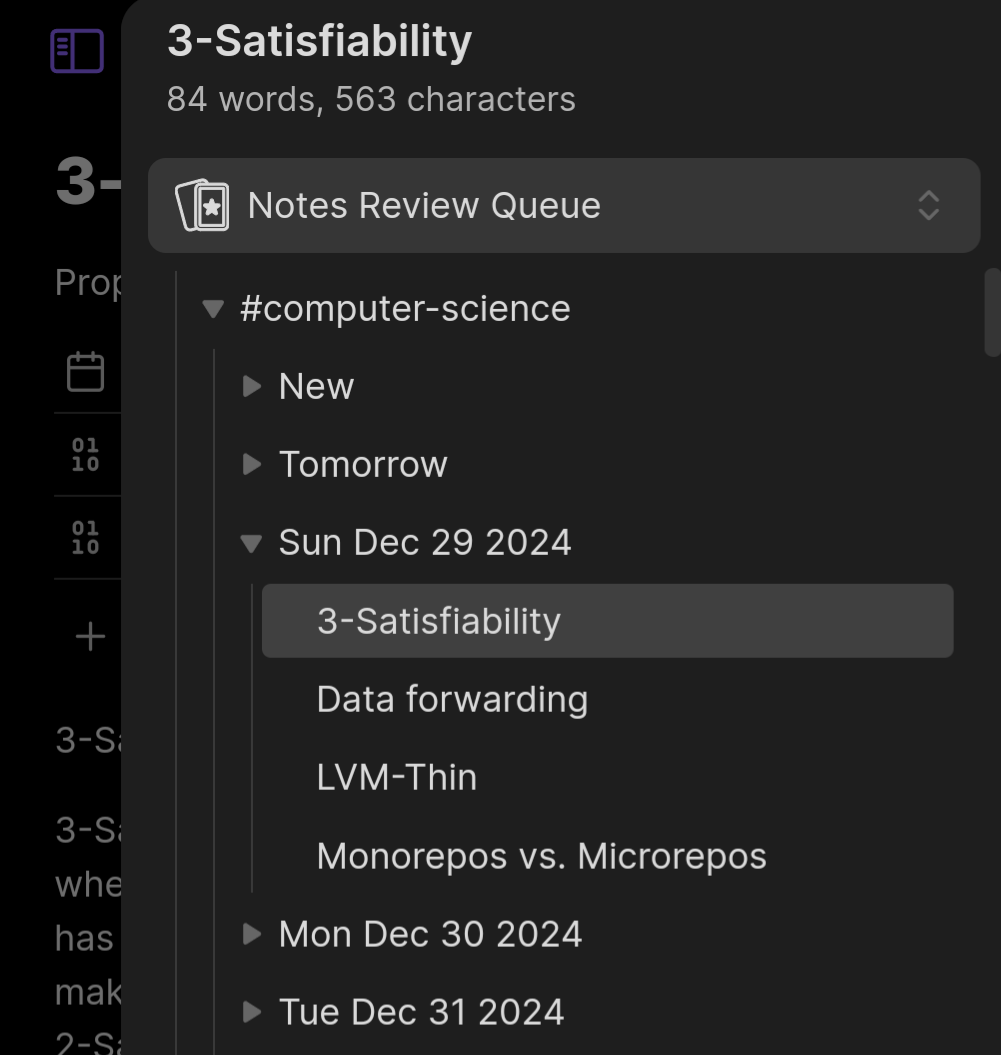 3-Satisfiability
84 words, 563 characters
3-
Notes Review Queue
Prop
#computer-science
New
Tomorrow
01
10
01
10
Sun Dec 29 2024
3-Satisfiability
Data forwarding
LVM-Thin
Monorepos vs. Microrepos
Mon Dec 30 2024
Tue Dec 31 2024
3-Sa
3-Sa
whe
has
mak
2-Sa